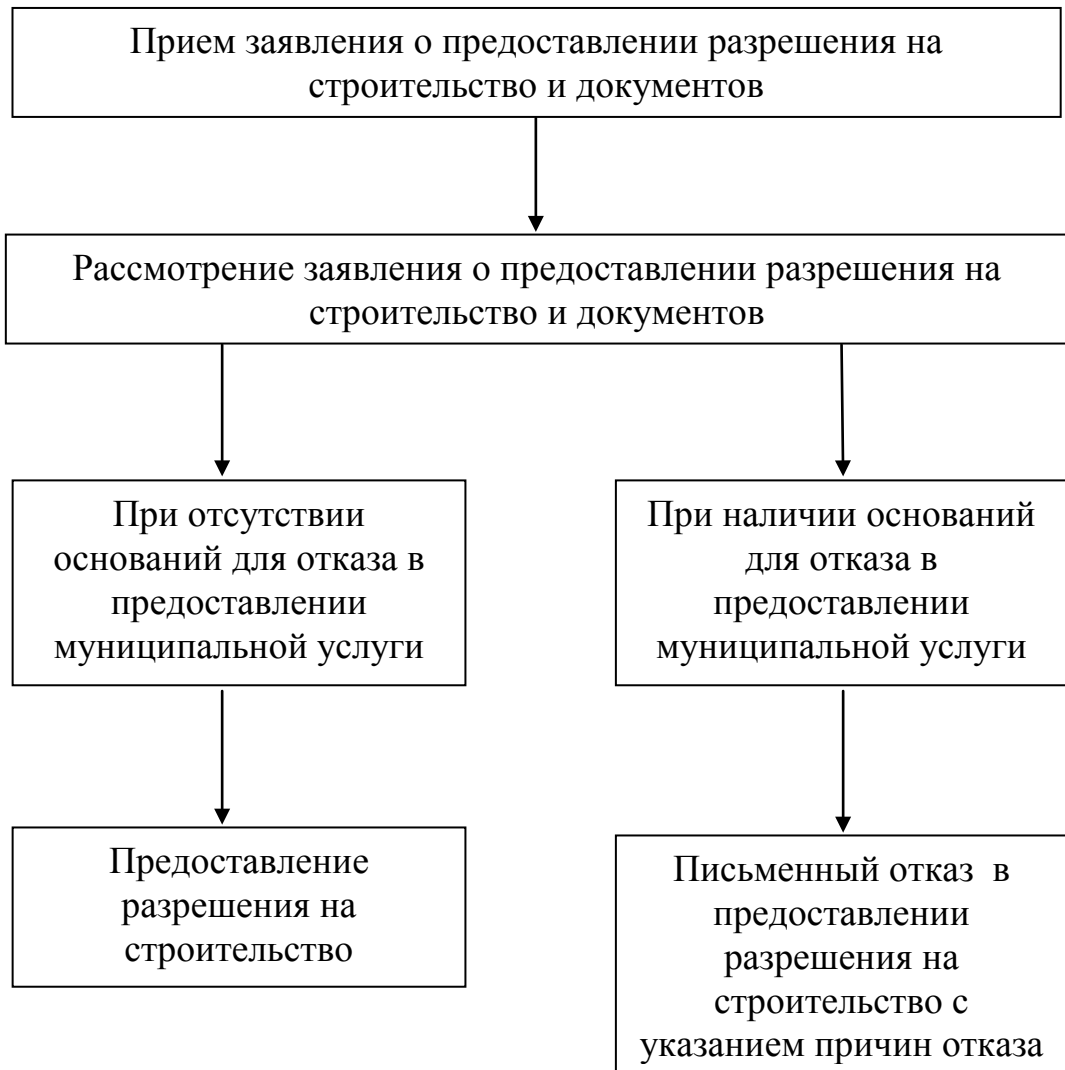 Прием заявления о предоставлении разрешения на
строительство и документов
Рассмотрение заявления о предоставлении разрешения на
строительство и документов
При отсутствии
оснований для отказа в
предоставлении
муниципальной услуги
При наличии оснований
для отказа в
предоставлении
муниципальной услуги
Предоставление
разрешения на
строительство
Письменный отказ  в
предоставлении
разрешения на
строительство с
указанием причин отказа